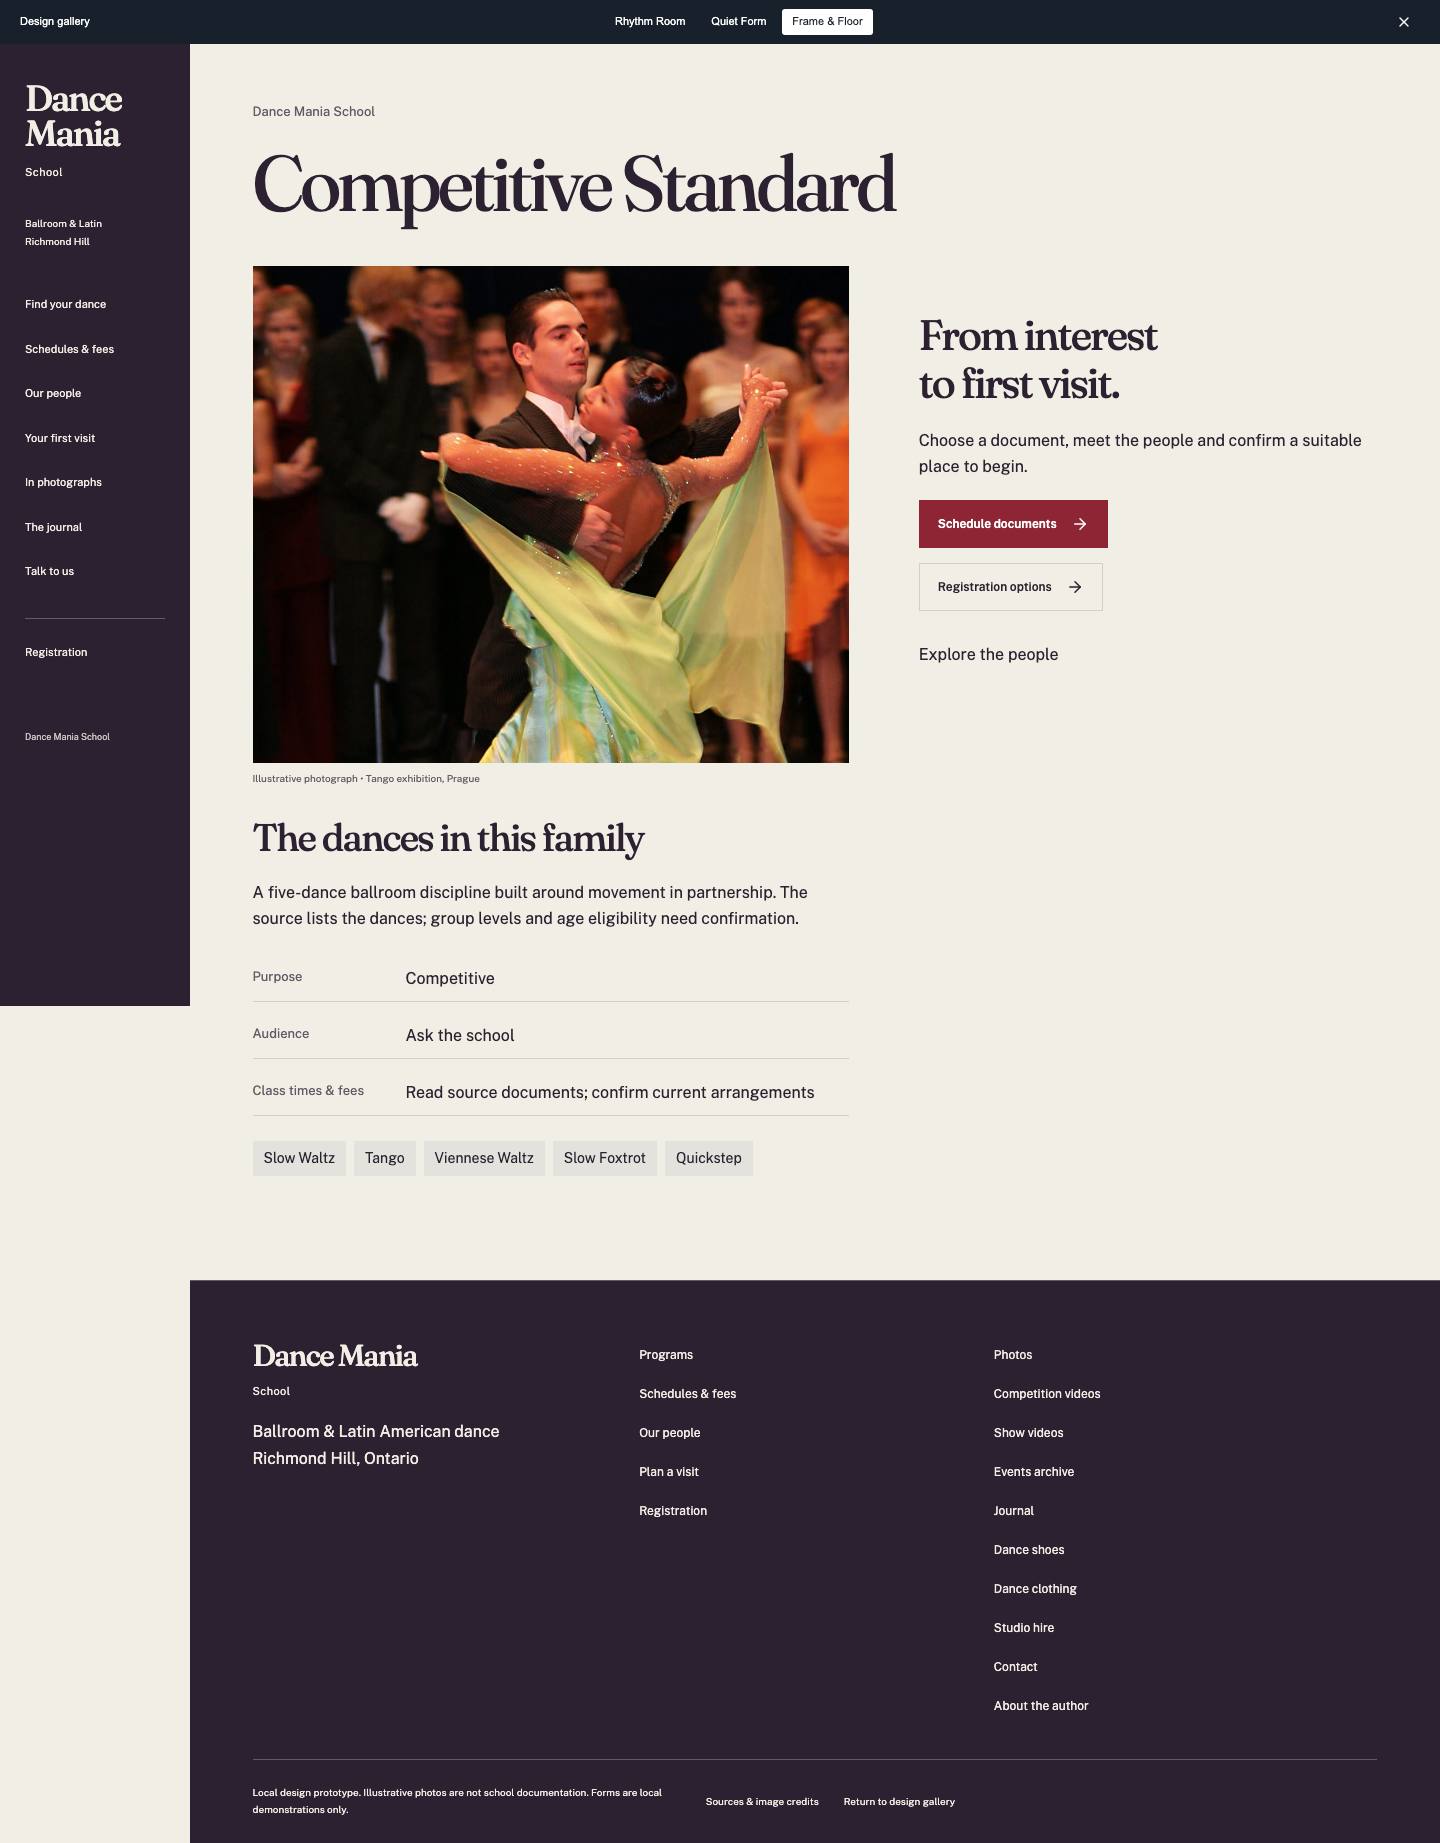 Design gallery
Rhythm Room
Quiet Form
Frame & Floor
Dance
Mania
School
Ballroom & Latin
Richmond Hill
Find your dance
Schedules & fees
Our people
Your first visit
In photographs
The journal
Talk to us
Registration
Dance Mania School
Dance Mania School
Competitive Standard
Illustrative photograph • Tango exhibition, Prague
From interest
to first visit.
Choose a document, meet the people and confirm a suitable
place to begin.
Schedule documents
Registration options
Explore the people
The dances in this family
A five-dance ballroom discipline built around movement in partnership. The
source lists the dances; group levels and age eligibility need confirmation.
Purpose
Competitive
Audience
Ask the school
Class times & fees
Read source documents; confirm current arrangements
Slow Waltz
Tango
Viennese Waltz
Slow Foxtrot
Quickstep
Dance Mania
School
Ballroom & Latin American dance
Richmond Hill, Ontario
Programs
Schedules & fees
Our people
Plan a visit
Registration
Photos
Competition videos
Show videos
Events archive
Journal
Dance shoes
Dance clothing
Studio hire
Contact
About the author
Local design prototype. Illustrative photos are not school documentation. Forms are local
demonstrations only.
Sources & image credits
Return to design gallery